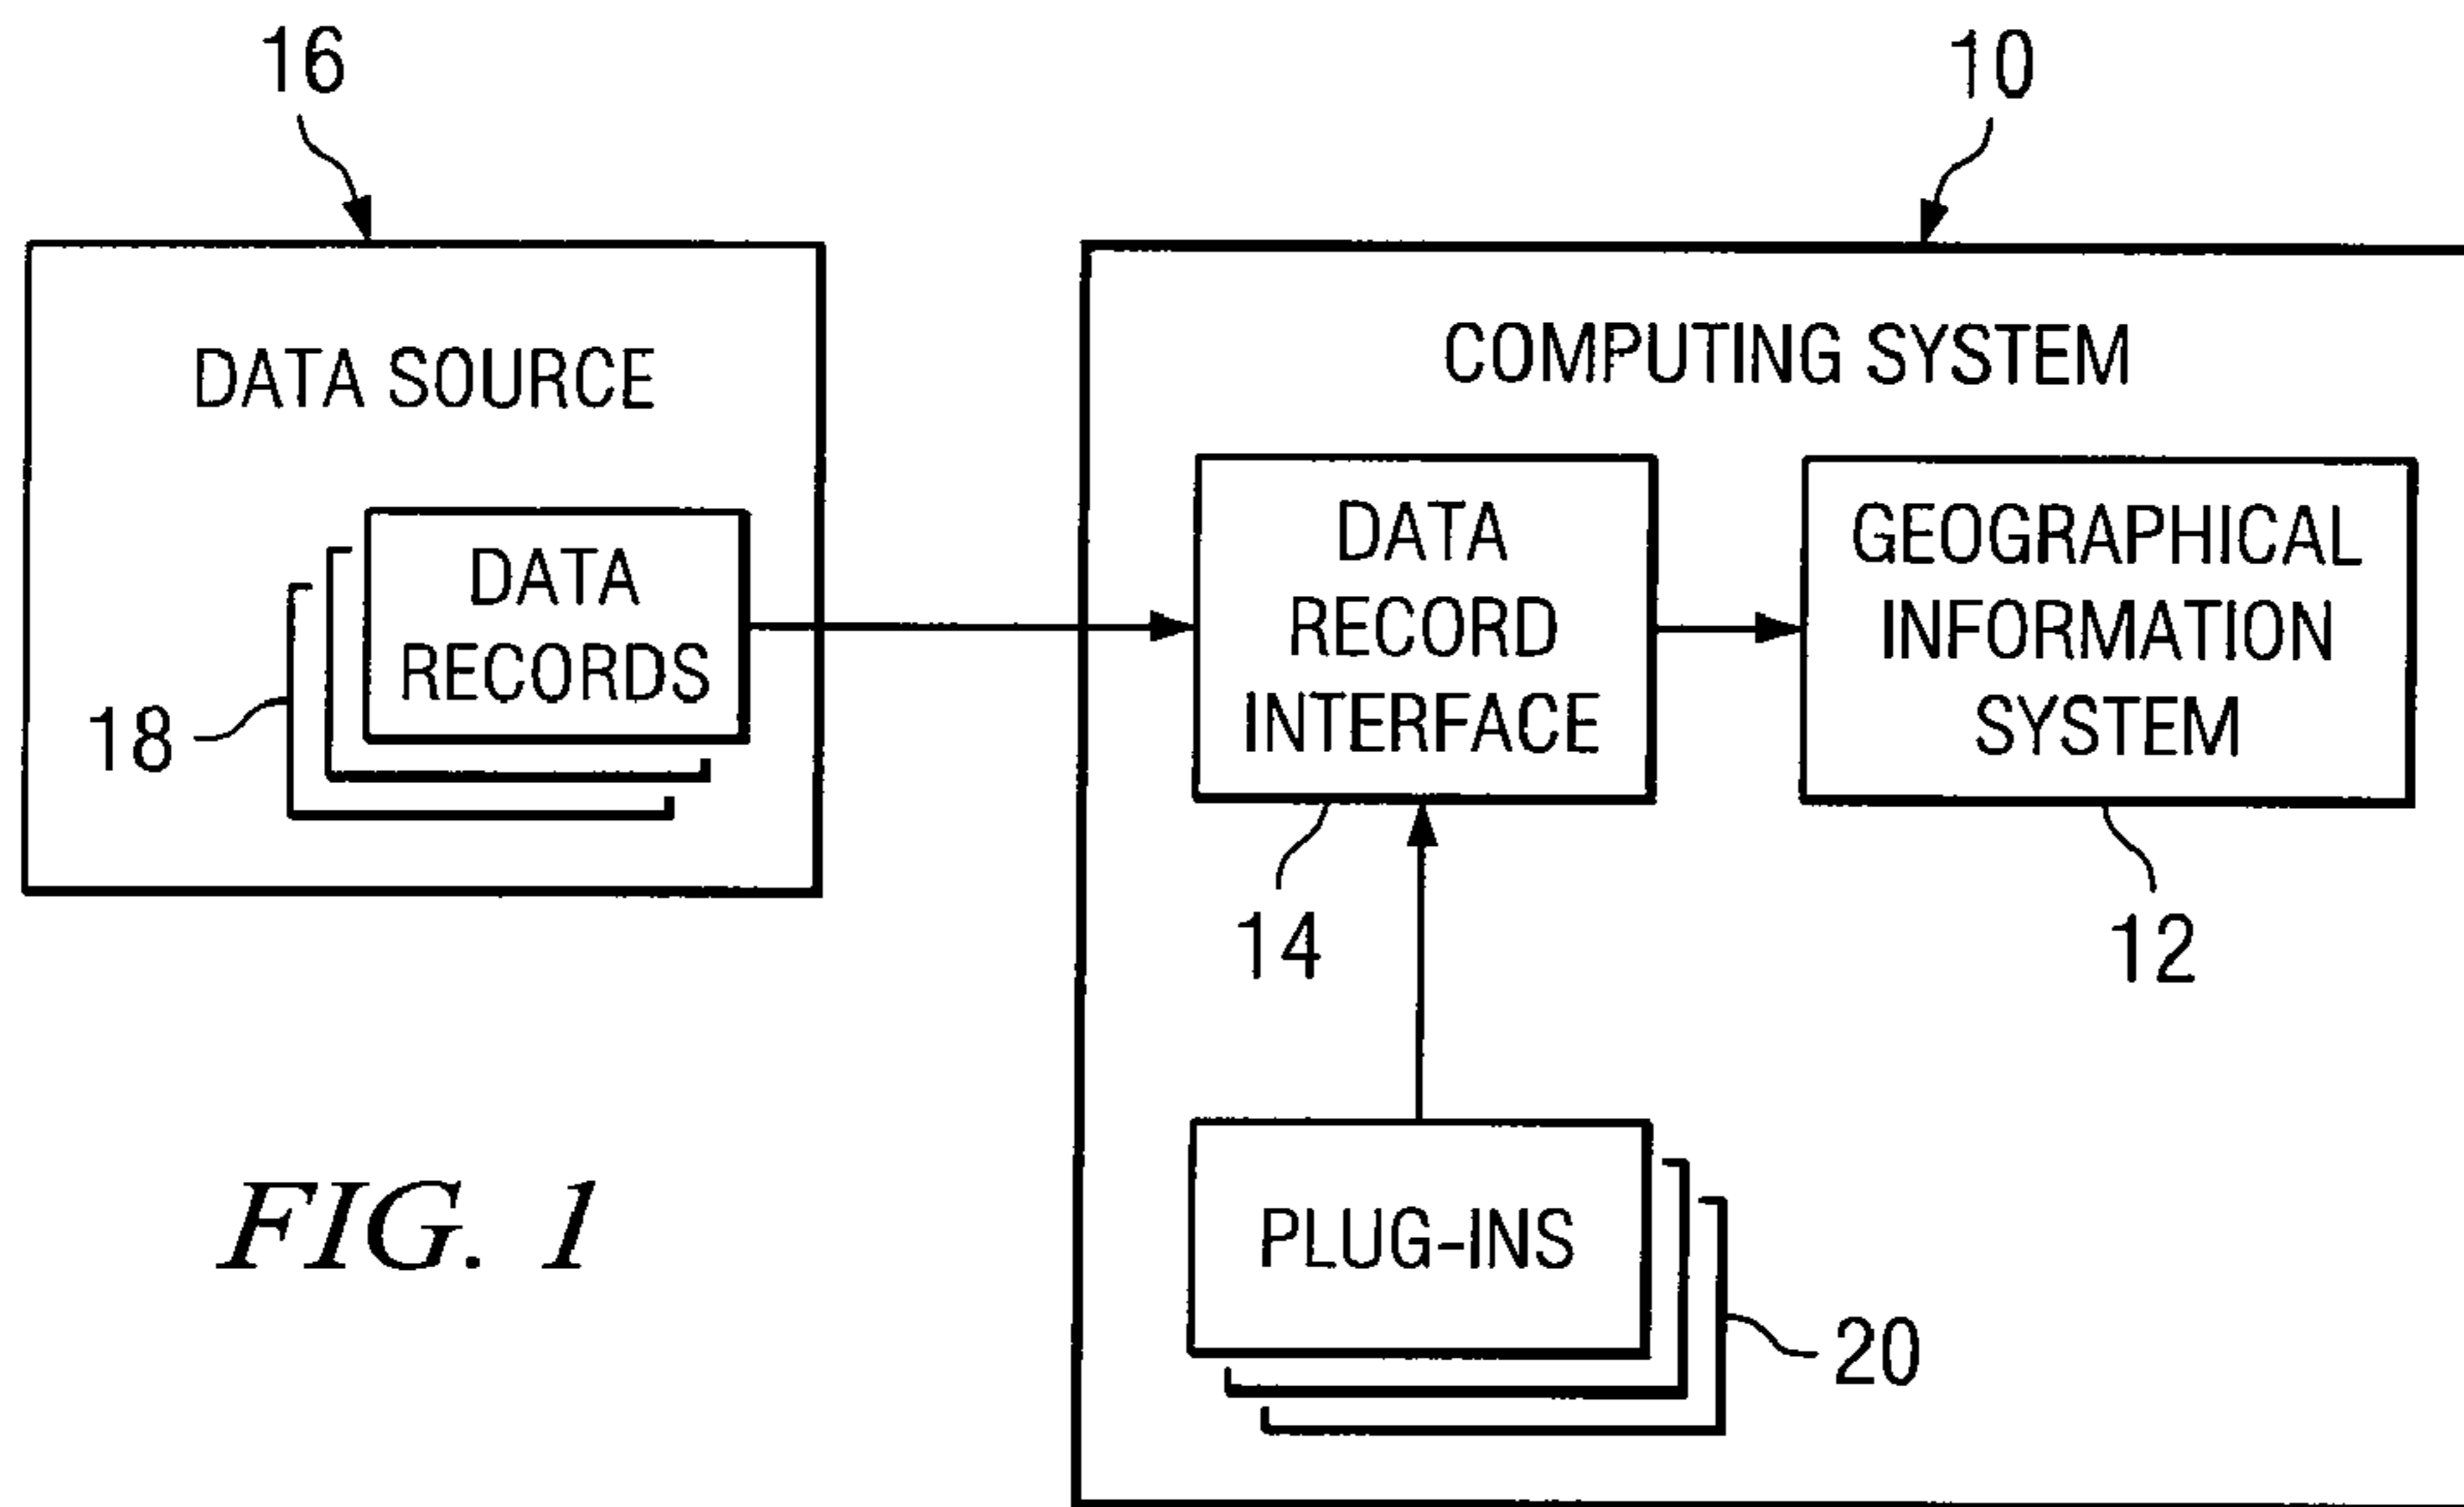 16
10
DATA SOURCE
COMPUTING SYSTEM
DATA
RECORDS
18
DATA
RECORD
INTERFACE
14
GEOGRAPHICAL
INFORMATION
SYSTEM
12
PLUG-INS
20
FIG. 1